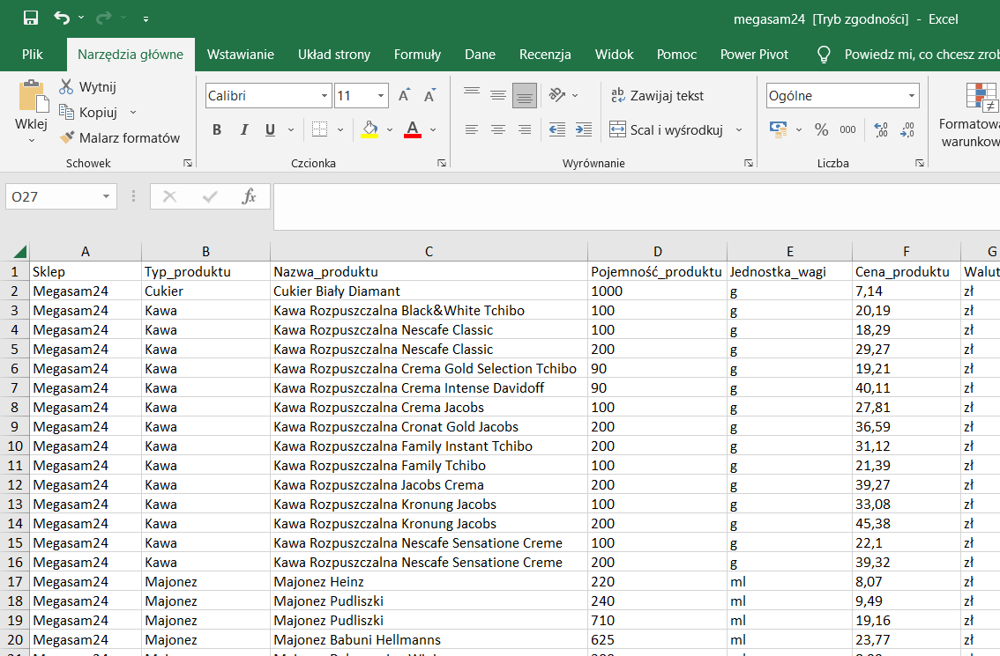 megasam24 [Tryb zgodności] - Excel
Plik Narzędzia główne Wstawianie Układ strony Formuły Dane Recenzja Widok Pomoc Power Pivot Powiedz mi, co chcesz zrob
Wklej
Wytnij
Kopiuj
Malarz formatów
Schowek
Calibri 11
B I U A
Czcionka
ab Zawijaj tekst
Scal i wyśrodkuj
Wyrównanie
Ogólne
% 000
Liczba
Formatowa
warunkow
O27 fx
A B C D E F G
1 Sklep Typ_produktu Nazwa_produktu Pojemność_produktu Jednostka_wagi Cena_produktu Walut
2 Megasam24 Cukier Cukier Biały Diamant 1000 g 7,14 zł
3 Megasam24 Kawa Kawa Rozpuszczalna Black&White Tchibo 100 g 20,19 zł
4 Megasam24 Kawa Kawa Rozpuszczalna Nescafe Classic 100 g 18,29 zł
5 Megasam24 Kawa Kawa Rozpuszczalna Nescafe Classic 200 g 29,27 zł
6 Megasam24 Kawa Kawa Rozpuszczalna Crema Gold Selection Tchibo 90 g 19,21 zł
7 Megasam24 Kawa Kawa Rozpuszczalna Crema Intense Davidoff 90 g 40,11 zł
8 Megasam24 Kawa Kawa Rozpuszczalna Crema Jacobs 100 g 27,81 zł
9 Megasam24 Kawa Kawa Rozpuszczalna Cronat Gold Jacobs 200 g 36,59 zł
10 Megasam24 Kawa Kawa Rozpuszczalna Family Instant Tchibo 200 g 31,12 zł
11 Megasam24 Kawa Kawa Rozpuszczalna Family Tchibo 100 g 21,39 zł
12 Megasam24 Kawa Kawa Rozpuszczalna Jacobs Crema 200 g 39,27 zł
13 Megasam24 Kawa Kawa Rozpuszczalna Kronung Jacobs 100 g 33,08 zł
14 Megasam24 Kawa Kawa Rozpuszczalna Kronung Jacobs 200 g 45,38 zł
15 Megasam24 Kawa Kawa Rozpuszczalna Nescafe Sensatione Creme 100 g 22,1 zł
16 Megasam24 Kawa Kawa Rozpuszczalna Nescafe Sensatione Creme 200 g 39,32 zł
17 Megasam24 Majonez Majonez Heinz 220 ml 8,07 zł
18 Megasam24 Majonez Majonez Pudliszki 240 ml 9,49 zł
19 Megasam24 Majonez Majonez Pudliszki 710 ml 19,16 zł
20 Megasam24 Majonez Majonez Babuni Hellmanns 625 ml 23,77 zł